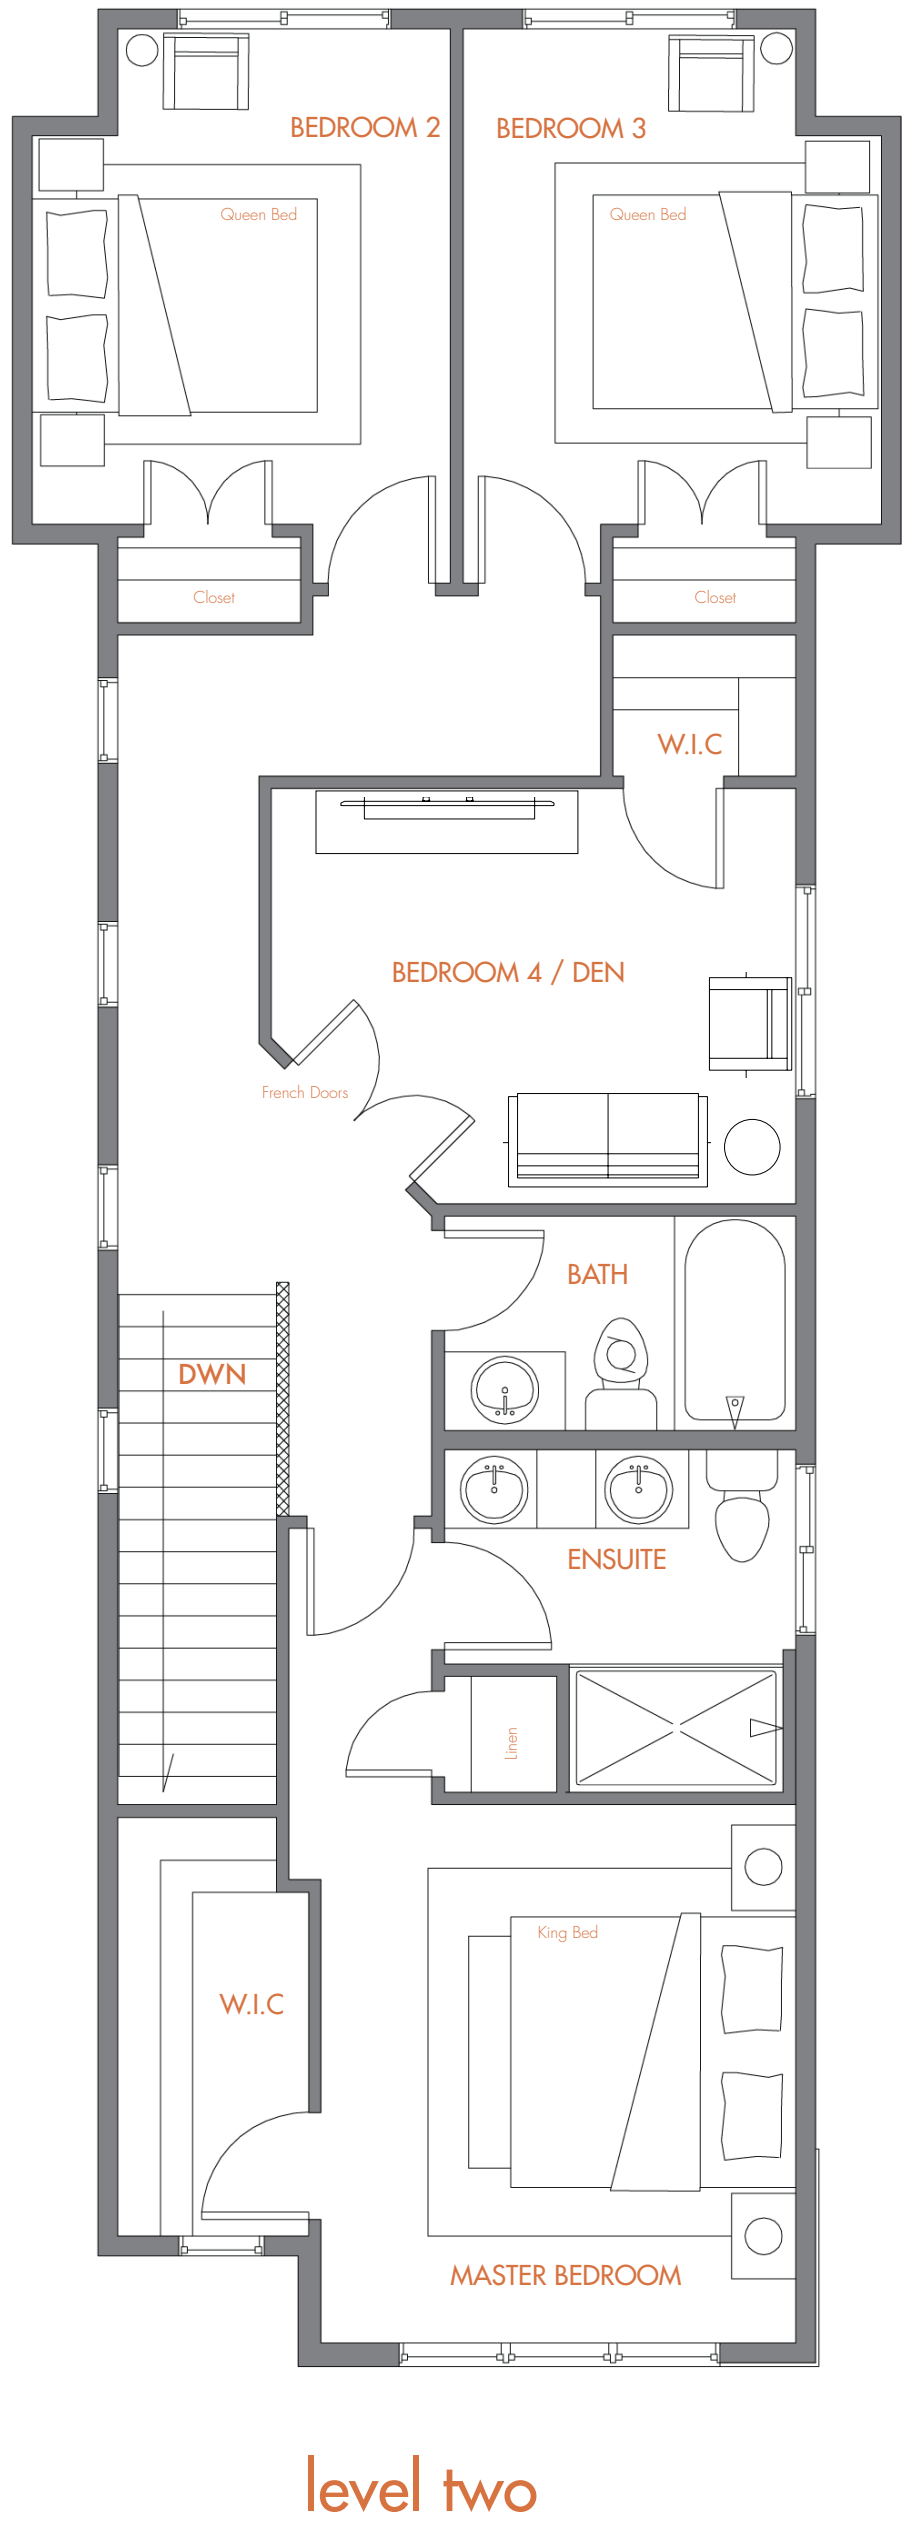 BEDROOM 2
BEDROOM 3
Queen Bed
Queen Bed
Closet
Closet
W.I.C
BEDROOM 4 / DEN
French Doors
BATH
DWN
ENSUITE
Linen
King Bed
W.I.C
MASTER BEDROOM
level two